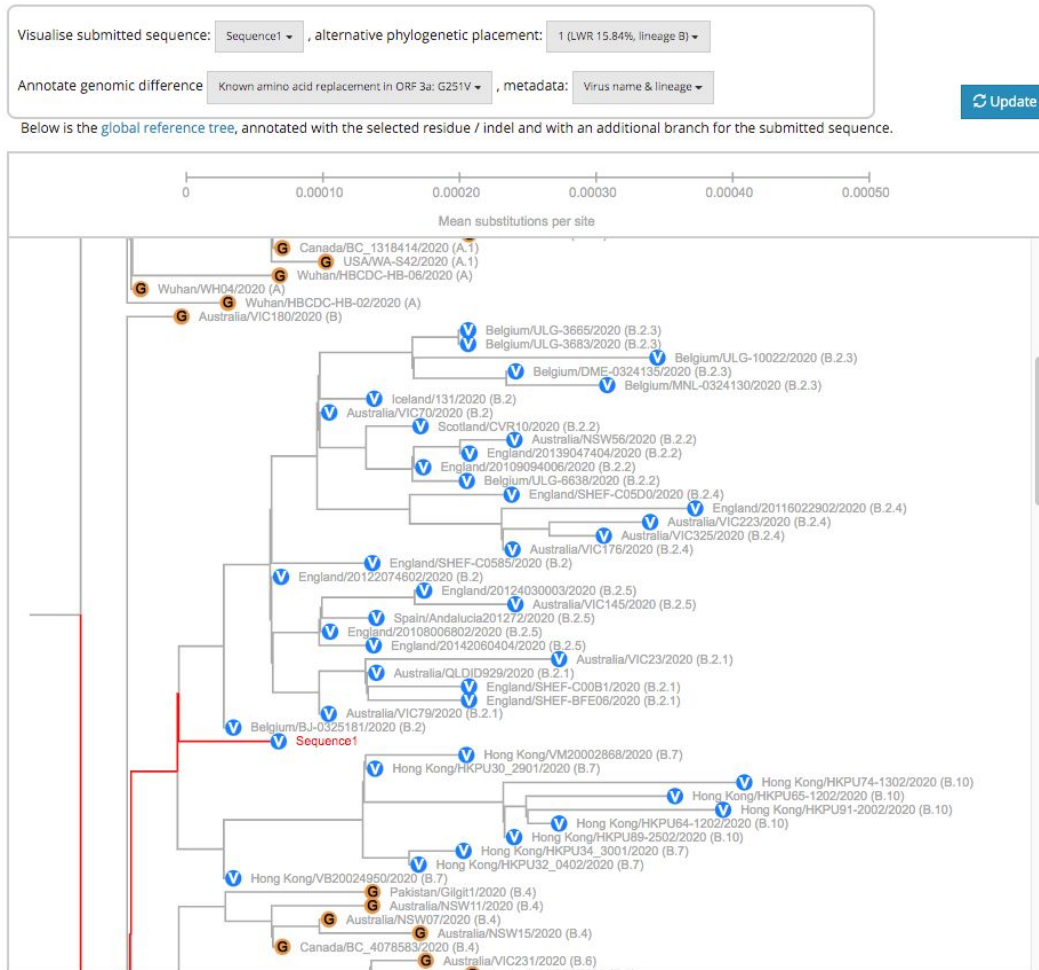 Visualise submitted sequence: Sequence1 , alternative phylogenetic placement: 1 (LWR 15.84%, lineage B)
Annotate genomic difference Known amino acid replacement in ORF 3a: G251V , metadata: Virus name & lineage
Update
Below is the global reference tree, annotated with the selected residue / indel and with an additional branch for the submitted sequence.
0 0.00010 0.00020 0.00030 0.00040 0.00050
Mean substitutions per site
G Canada/BC_1318414/2020 (A.1)
G USA/WA-S42/2020 (A.1)
G Wuhan/HBCDC-HB-06/2020 (A)
G Wuhan/WH04/2020 (A)
G Wuhan/HBCDC-HB-02/2020 (A)
G Australia/VIC180/2020 (B)
V Belgium/ULG-3665/2020 (B.2.3)
V Belgium/ULG-3683/2020 (B.2.3)
V Belgium/ULG-10022/2020 (B.2.3)
V Belgium/DME-0324135/2020 (B.2.3)
V Belgium/MNL-0324130/2020 (B.2.3)
V Iceland/131/2020 (B.2)
V Australia/VIC70/2020 (B.2)
V Scotland/CVR10/2020 (B.2.2)
V Australia/NSW56/2020 (B.2.2)
V England/20139047404/2020 (B.2.2)
V England/20109094006/2020 (B.2.2)
V Belgium/ULG-6638/2020 (B.2.2)
V England/SHEF-C05D0/2020 (B.2.4)
V England/20116022902/2020 (B.2.4)
V Australia/VIC223/2020 (B.2.4)
V Australia/VIC325/2020 (B.2.4)
V Australia/VIC176/2020 (B.2.4)
V England/SHEF-C0585/2020 (B.2)
V England/20122074602/2020 (B.2)
V England/20124030003/2020 (B.2.5)
V Australia/VIC145/2020 (B.2.5)
V Spain/Andalucia201272/2020 (B.2.5)
V England/20108006802/2020 (B.2.5)
V England/20142060404/2020 (B.2.5)
V Australia/VIC23/2020 (B.2.1)
V Australia/QLDID929/2020 (B.2.1)
V England/SHEF-C00B1/2020 (B.2.1)
V England/SHEF-BFE06/2020 (B.2.1)
V Australia/VIC79/2020 (B.2.1)
V Belgium/BJ-0325181/2020 (B.2)
V Sequence1
V Hong Kong/VM20002868/2020 (B.7)
V Hong Kong/HKPU30_2901/2020 (B.7)
V Hong Kong/HKPU74-1302/2020 (B.10)
V Hong Kong/HKPU65-1202/2020 (B.10)
V Hong Kong/HKPU91-2002/2020 (B.10)
V Hong Kong/HKPU64-1202/2020 (B.10)
V Hong Kong/HKPU89-2502/2020 (B.10)
V Hong Kong/HKPU34_3001/2020 (B.7)
V Hong Kong/HKPU32_0402/2020 (B.7)
V Hong Kong/VB20024950/2020 (B.7)
G Pakistan/Gilgit1/2020 (B.4)
G Australia/NSW11/2020 (B.4)
G Australia/NSW07/2020 (B.4)
G Australia/NSW15/2020 (B.4)
G Canada/BC_4078583/2020 (B.4)
G Australia/VIC231/2020 (B.6)